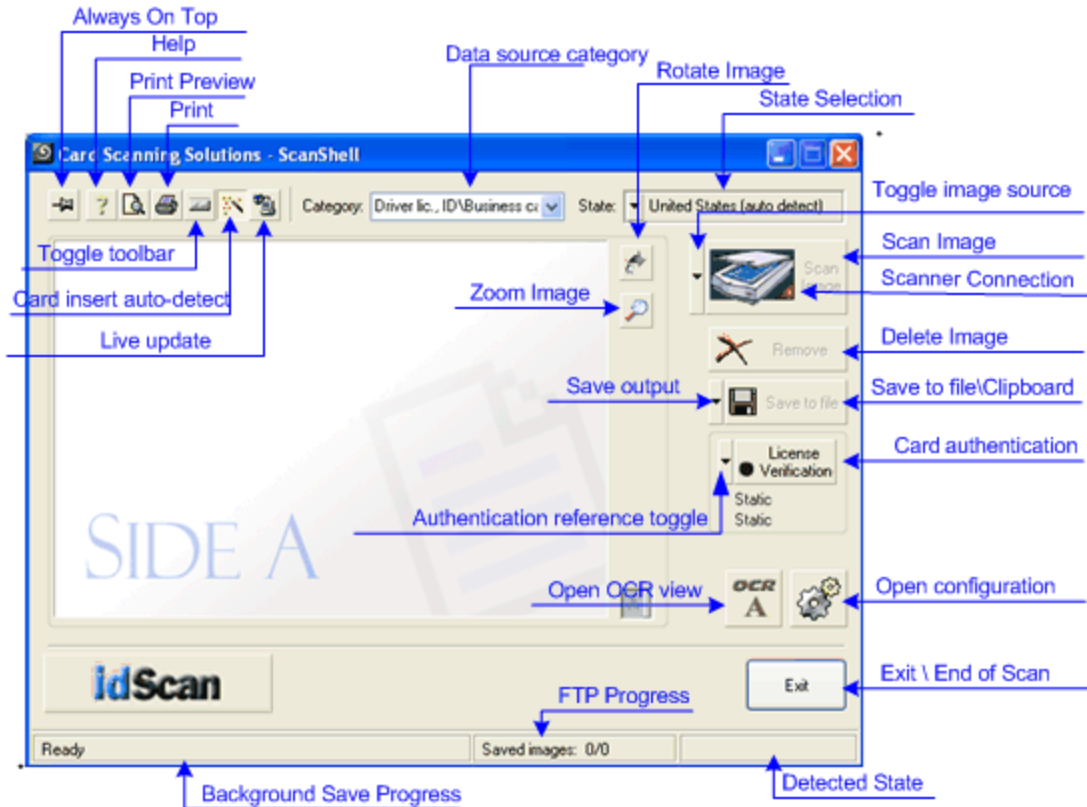 Always On Top
Help
Data source category
Rotate Image
Print Preview
State Selection
Print
Card Scanning Solutions - ScanShell
Toggle image source
?
Category:
Driver lic., ID\Business ca
State:
United States (auto detect)
Toggle toolbar
Scan Image
Scan
Image
Scanner Connection
Card insert auto-detect
Zoom Image
Live update
Remove
Delete Image
Save output
Save to file
Save to file\Clipboard
License
Verification
Card authentication
Static
Static
Authentication reference toggle
SIDE A
Open OCR view
OCR
A
Open configuration
idScan
Exit
Exit \ End of Scan
FTP Progress
Ready
Saved images: 0/0
Detected State
Background Save Progress